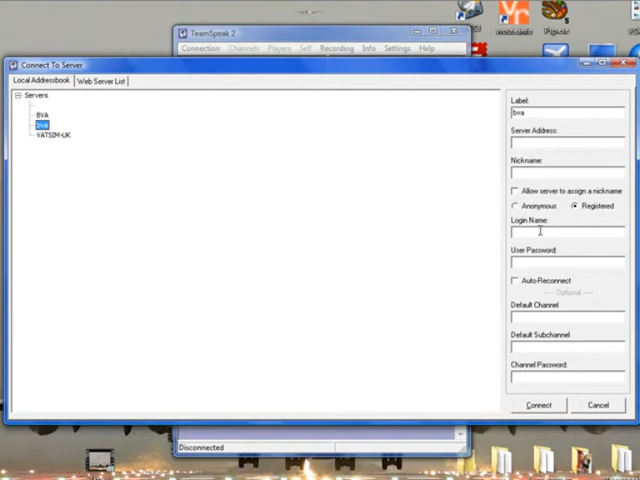 TeamSpeak 2
Connection Channels Players Self Recording Info Settings Help
Connect To Server
Local Addressbook Web Server List
Servers
BVA
bva
VATSIM-UK
Label:
bva
Server Address:
Nickname:
Allow server to assign a nickname
Anonymous Registered
Login Name:
User Password:
Auto-Reconnect
Optional
Default Channel
Default Subchannel
Channel Password:
Connect Cancel
Disconnected